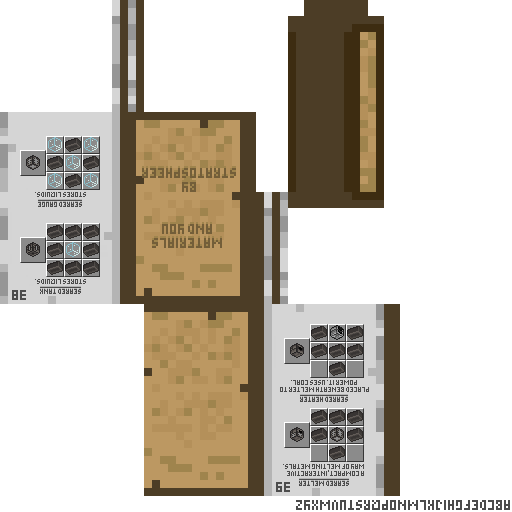 MATERIALS
AND YOU
BY
STRATOSPHEER
38
SEARED TANK
STORES LIQUIDS.
SEARED GAUGE
STORES LIQUIDS.
39
SEARED MELTER
A COMPACT, INTERACTIVE
WAY OF MELTING METALS.
SEARED HEATER
PLACED BENEATH MELTER TO
POWER IT. USES COAL.
ABCDEFGHIJKLMNOPQRSTUVWXYZ